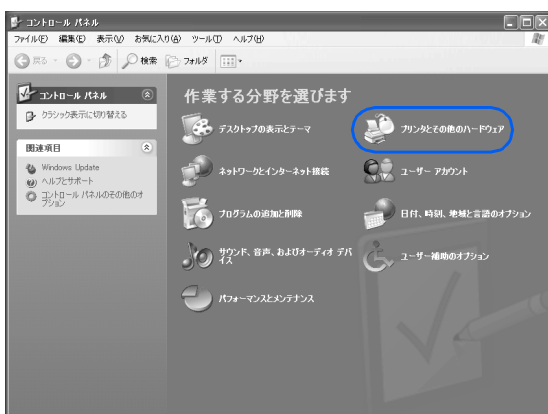 コントロール パネル
ファイル(F) 編集(E) 表示(V) お気に入り(A) ツール(T) ヘルプ(H)
戻る 検索 フォルダ
コントロール パネル
クラシック表示に切り替える
関連項目
Windows Update
ヘルプとサポート
コントロール パネルのその他のオ
プション
作業する分野を選びます
デスクトップの表示とテーマ
プリンタとその他のハードウェア
ネットワークとインターネット接続
ユーザー アカウント
プログラムの追加と削除
日付、時刻、地域と言語のオプション
サウンド、音声、およびオーディオ デバ
イス
ユーザー補助のオプション
パフォーマンスとメンテナンス